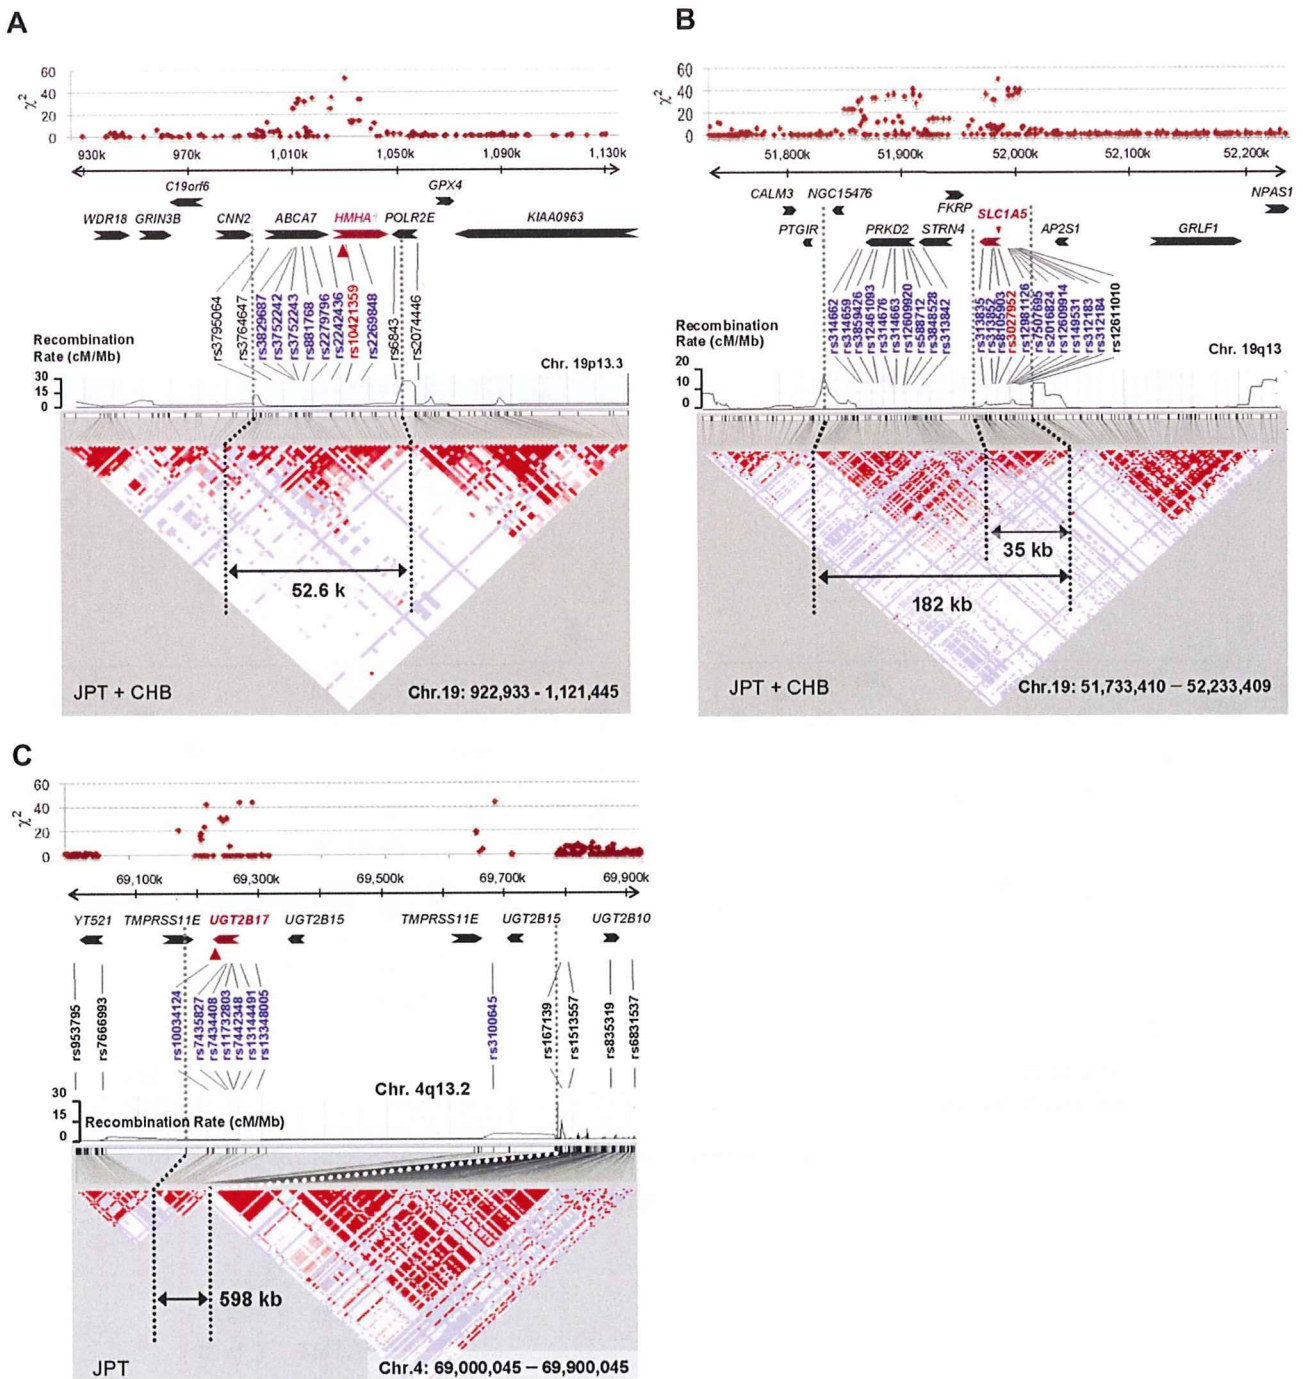 A
χ2
60
40
20
0
930k 970k 1,010k 1,050k 1,090k 1,130k
C19orf6 GPX4
WDR18 GRIN3B CNN2 ABCA7 HMHA1 POLR2E KIAA0963
rs3795064
rs3764647
rs3829687
rs3752242
rs3752243
rs881768
rs2279796
rs2242436
rs10421359
rs2269848
rs6843
rs2074446
Recombination
Rate (cM/Mb)
Chr. 19p13.3
30
15
0
52.6 k
JPT + CHB
Chr.19: 922,933 - 1,121,445
B
χ2
60
40
20
0
51,800k 51,900k 52,000k 52,100k 52,200k
CALM3 NGC15476 FKRP SLC1A5 NPAS1
PTGIR PRKD2 STRN4 AP2S1 GRLF1
rs314662
rs314659
rs3859426
rs12461093
rs314676
rs314663
rs12609920
rs588712
rs3848528
rs313842
rs313835
rs313852
rs8105903
rs3027952
rs12981126
rs17507695
rs2016824
rs12609914
rs149531
rs312183
rs312184
rs12611010
Recombination
Rate (cM/Mb)
Chr. 19q13
20
10
0
35 kb
182 kb
JPT + CHB
Chr.19: 51,733,410 – 52,233,409
C
χ2
60
40
20
0
69,100k 69,300k 69,500k 69,700k 69,900k
YT521 TMPRSS11E UGT2B17 UGT2B15 TMPRSS11E UGT2B15 UGT2B10
rs953795
rs7666993
rs10034124
rs7435827
rs7434408
rs11732803
rs7442348
rs13144491
rs13348005
rs3100645
rs167139
rs1513557
rs835319
rs6831537
Chr. 4q13.2
30
15
0
Recombination Rate (cM/Mb)
598 kb
JPT
Chr.4: 69,000,045 – 69,900,045